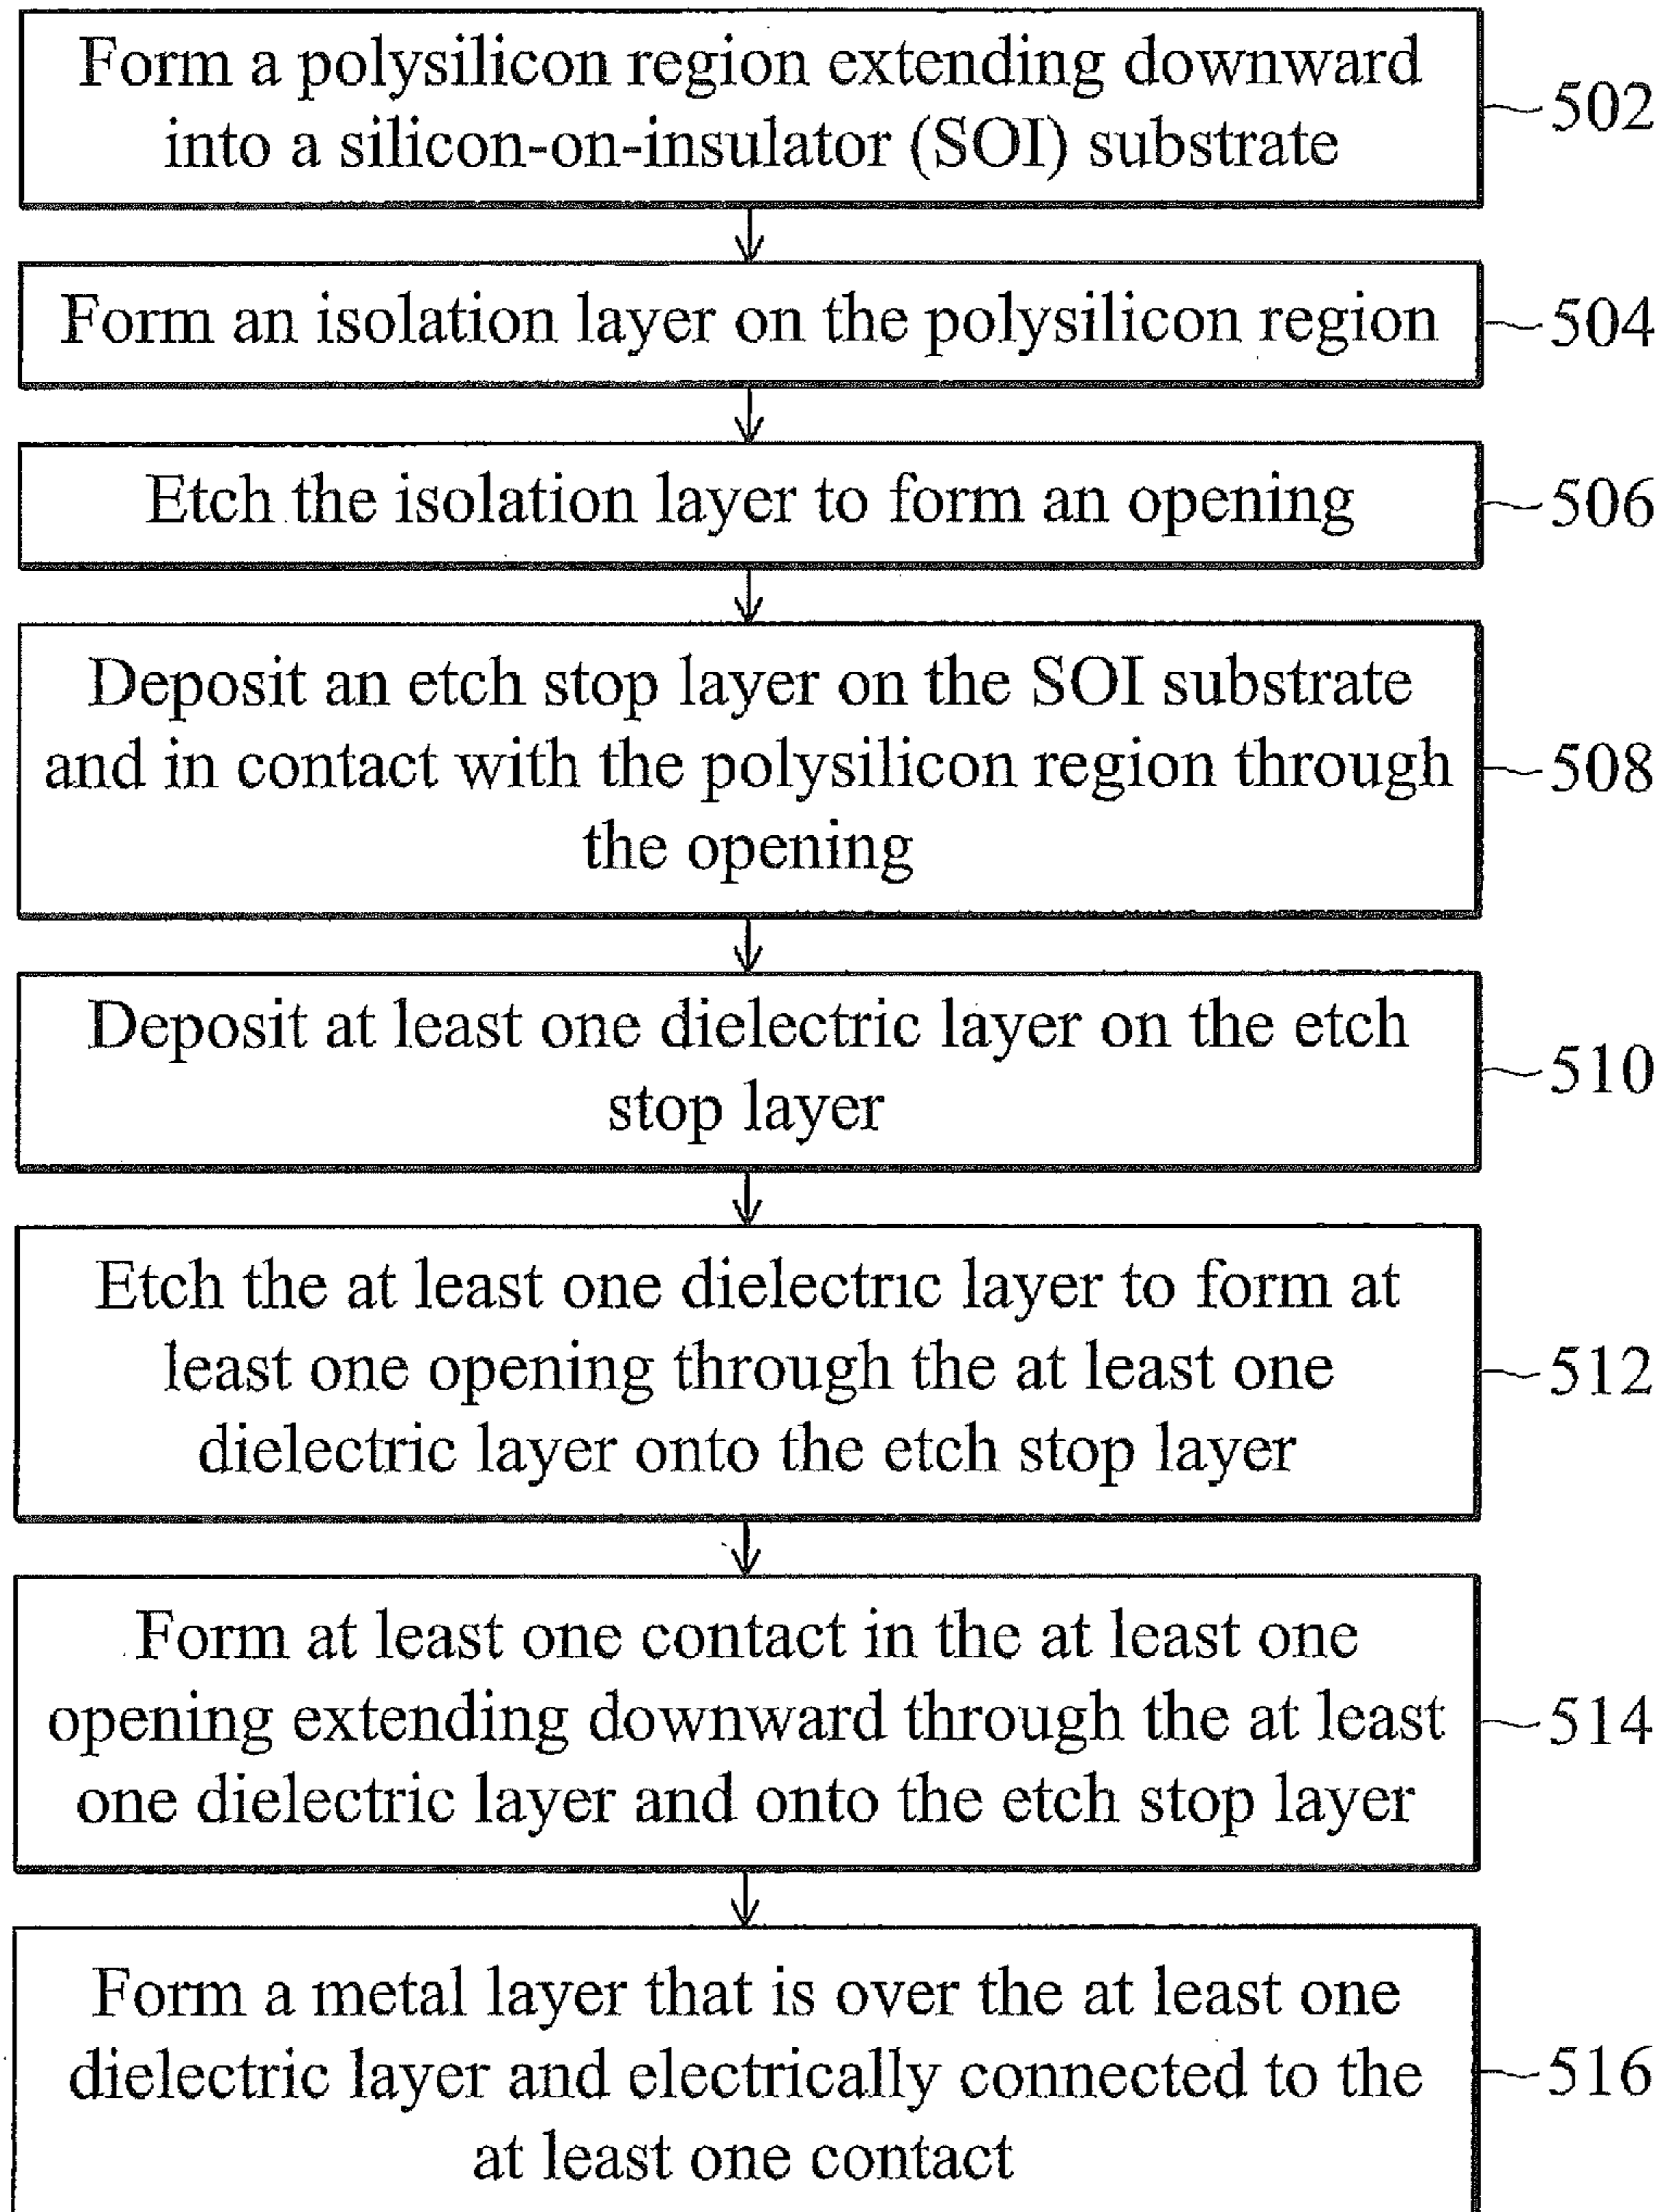 Form a polysilicon region extending downward
into a silicon-on-insulator (SOI) substrate
502
Form an isolation layer on the polysilicon region
504
Etch the isolation layer to form an opening
506
Deposit an etch stop layer on the SOI substrate
and in contact with the polysilicon region through
the opening
508
Deposit at least one dielectric layer on the etch
stop layer
510
Etch the at least one dielectric layer to form at
least one opening through the at least one
dielectric layer onto the etch stop layer
512
Form at least one contact in the at least one
opening extending downward through the at least
one dielectric layer and onto the etch stop layer
514
Form a metal layer that is over the at least one
dielectric layer and electrically connected to the
at least one contact
516